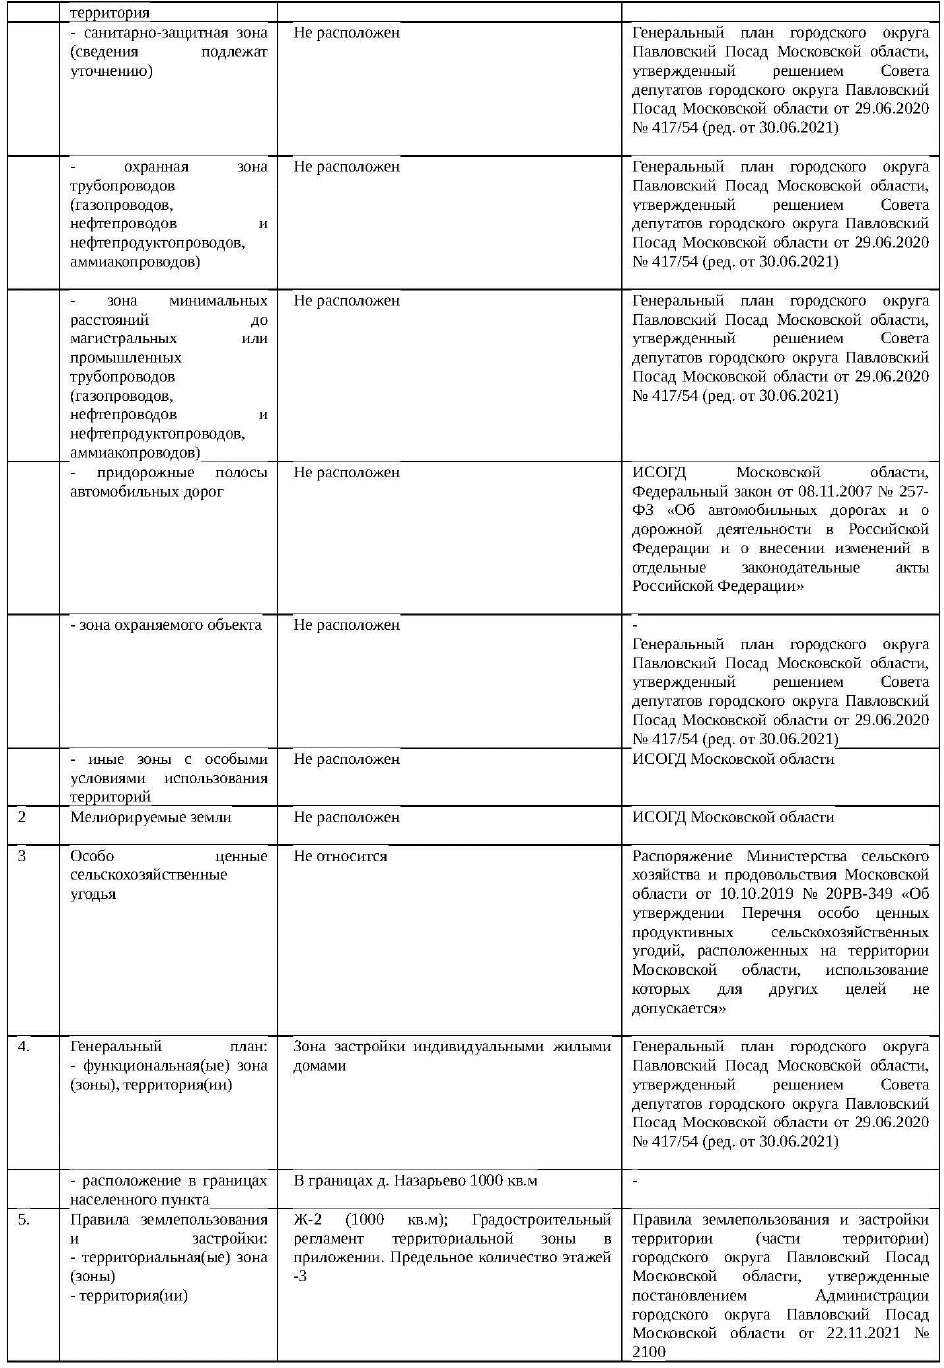 территория
- санитарно-защитная зона
(сведения подлежат
уточнению)
Не расположен
Генеральный план городского округа
Павловский Посад Московской области,
утвержденный решением Совета
депутатов городского округа Павловский
Посад Московской области от 29.06.2020
№ 417/54 (ред. от 30.06.2021)
- охранная зона
трубопроводов
(газопроводов,
нефтепроводов и
нефтепродуктопроводов,
аммиакопроводов)
Не расположен
Генеральный план городского округа
Павловский Посад Московской области,
утвержденный решением Совета
депутатов городского округа Павловский
Посад Московской области от 29.06.2020
№ 417/54 (ред. от 30.06.2021)
- зона минимальных
расстояний до
магистральных или
промышленных
трубопроводов
(газопроводов,
нефтепроводов и
нефтепродуктопроводов,
аммиакопроводов)
Не расположен
Генеральный план городского округа
Павловский Посад Московской области,
утвержденный решением Совета
депутатов городского округа Павловский
Посад Московской области от 29.06.2020
№ 417/54 (ред. от 30.06.2021)
- придорожные полосы
автомобильных дорог
Не расположен
ИСОГД Московской области,
Федеральный закон от 08.11.2007 № 257-
ФЗ «Об автомобильных дорогах и о
дорожной деятельности в Российской
Федерации и о внесении изменений в
отдельные законодательные акты
Российской Федерации»
- зона охраняемого объекта
Не расположен
-
Генеральный план городского округа
Павловский Посад Московской области,
утвержденный решением Совета
депутатов городского округа Павловский
Посад Московской области от 29.06.2020
№ 417/54 (ред. от 30.06.2021)
- иные зоны с особыми
условиями использования
территорий
Не расположен
ИСОГД Московской области
2
Мелиорируемые земли
Не расположен
ИСОГД Московской области
3
Особо ценные
сельскохозяйственные
угодья
Не относится
Распоряжение Министерства сельского
хозяйства и продовольствия Московской
области от 10.10.2019 № 20РВ-349 «Об
утверждении Перечня особо ценных
продуктивных сельскохозяйственных
угодий, расположенных на территории
Московской области, использование
которых для других целей не
допускается»
4.
Генеральный план:
- функциональная(ые) зона
(зоны), территория(ии)
Зона застройки индивидуальными жилыми
домами
Генеральный план городского округа
Павловский Посад Московской области,
утвержденный решением Совета
депутатов городского округа Павловский
Посад Московской области от 29.06.2020
№ 417/54 (ред. от 30.06.2021)
- расположение в границах
населенного пункта
В границах д. Назарьево 1000 кв.м
-
5.
Правила землепользования
и застройки:
- территориальная(ые) зона
(зоны)
- территория(ии)
Ж-2 (1000 кв.м); Градостроительный
регламент территориальной зоны в
приложении. Предельное количество этажей
-3
Правила землепользования и застройки
территории (части территории)
городского округа Павловский Посад
Московской области, утвержденные
постановлением Администрации
городского округа Павловский Посад
Московской области от 22.11.2021 №
2100